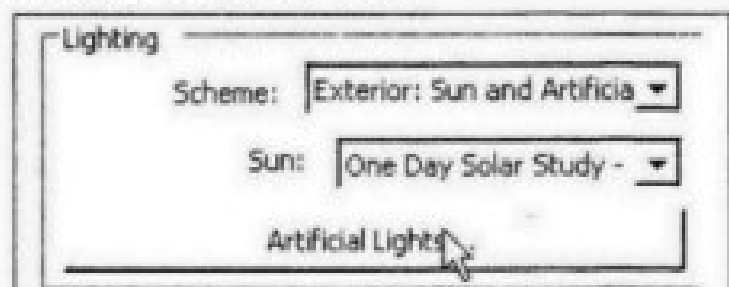 Lighting
Scheme: Exterior: Sun and Artificia
Sun: One Day Solar Study -
Artificial Lights...